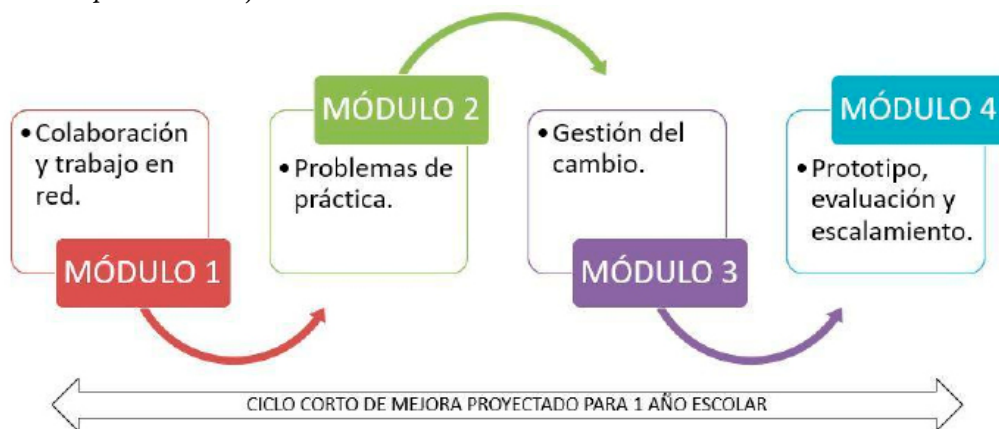 • Colaboración
y trabajo en
red.
MÓDULO 1
MÓDULO 2
• Problemas de
práctica.
• Gestión del
cambio.
MÓDULO 3
MÓDULO 4
• Prototipo,
evaluación y
escalamiento.
CICLO CORTO DE MEJORA PROYECTADO PARA 1 AÑO ESCOLAR